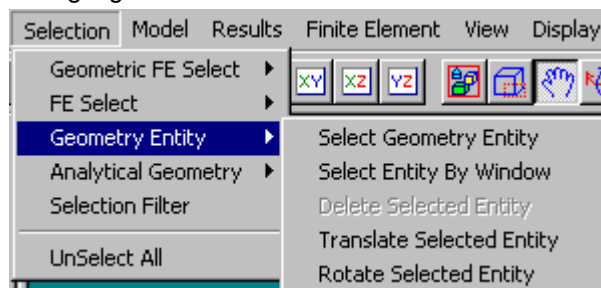 Selection Model Results Finite Element View Display
Geometric FE Select
FE Select
Geometry Entity
Analytical Geometry
Selection Filter
UnSelect All
XY XZ YZ
Select Geometry Entity
Select Entity By Window
Delete Selected Entity
Translate Selected Entity
Rotate Selected Entity